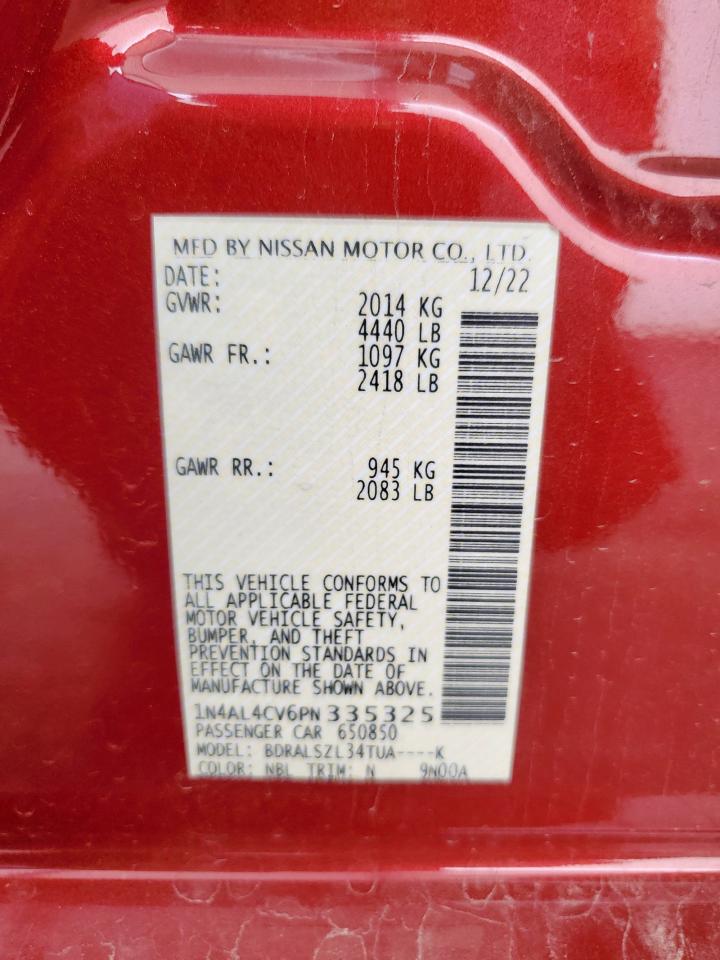 MFD BY NISSAN MOTOR CO., LTD.
DATE: 12/22
GVWR: 2014 KG
4440 LB
GAWR FR.: 1097 KG
2418 LB
GAWR RR.: 945 KG
2083 LB
THIS VEHICLE CONFORMS TO
ALL APPLICABLE FEDERAL
MOTOR VEHICLE SAFETY,
BUMPER, AND THEFT
PREVENTION STANDARDS IN
EFFECT ON THE DATE OF
MANUFACTURE SHOWN ABOVE.
1N4AL4CV6PN335325
PASSENGER CAR 650850
MODEL: BDRALSZL34TUA----K
COLOR: NBL TRIM: N 9N00A